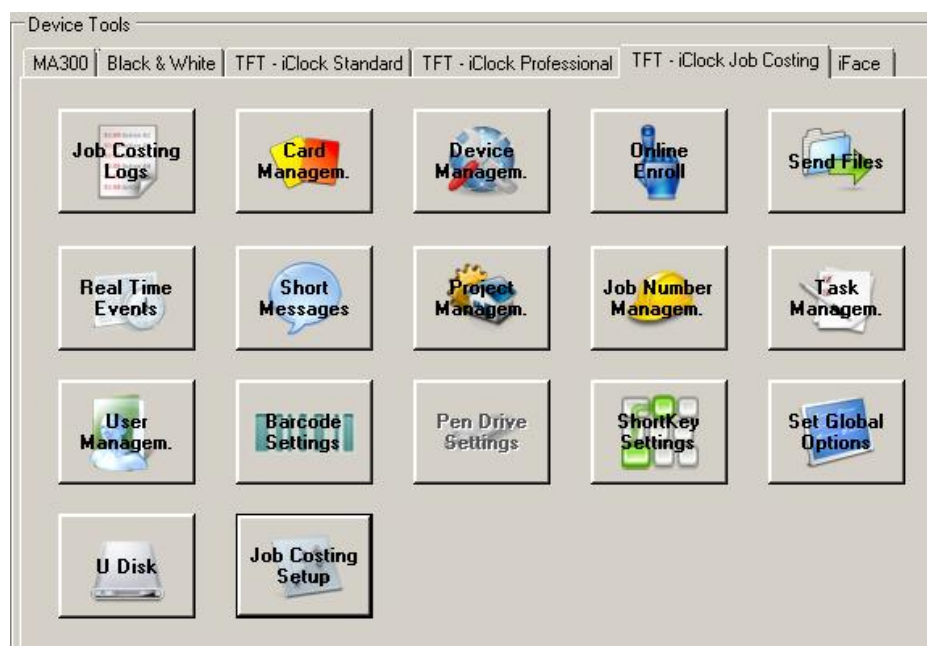 Device Tools
MA300 Black & White TFT - iClock Standard TFT - iClock Professional TFT - iClock Job Costing iFace
Job Costing
Logs
Card
Managem.
Device
Managem.
Online
Enroll
Send Files
Real Time
Events
Short
Messages
Project
Managem.
Job Number
Managem.
Task
Managem.
User
Managem.
Barcode
Settings
Pen Drive
Settings
ShortKey
Settings
Set Global
Options
U Disk
Job Costing
Setup